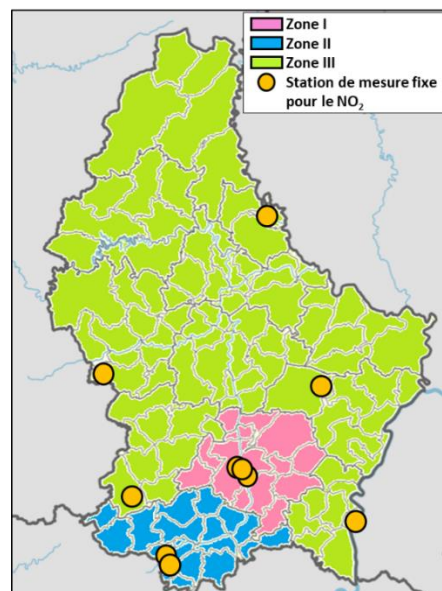 Zone I
Zone II
Zone III
Station de mesure fixe
pour le NO₂